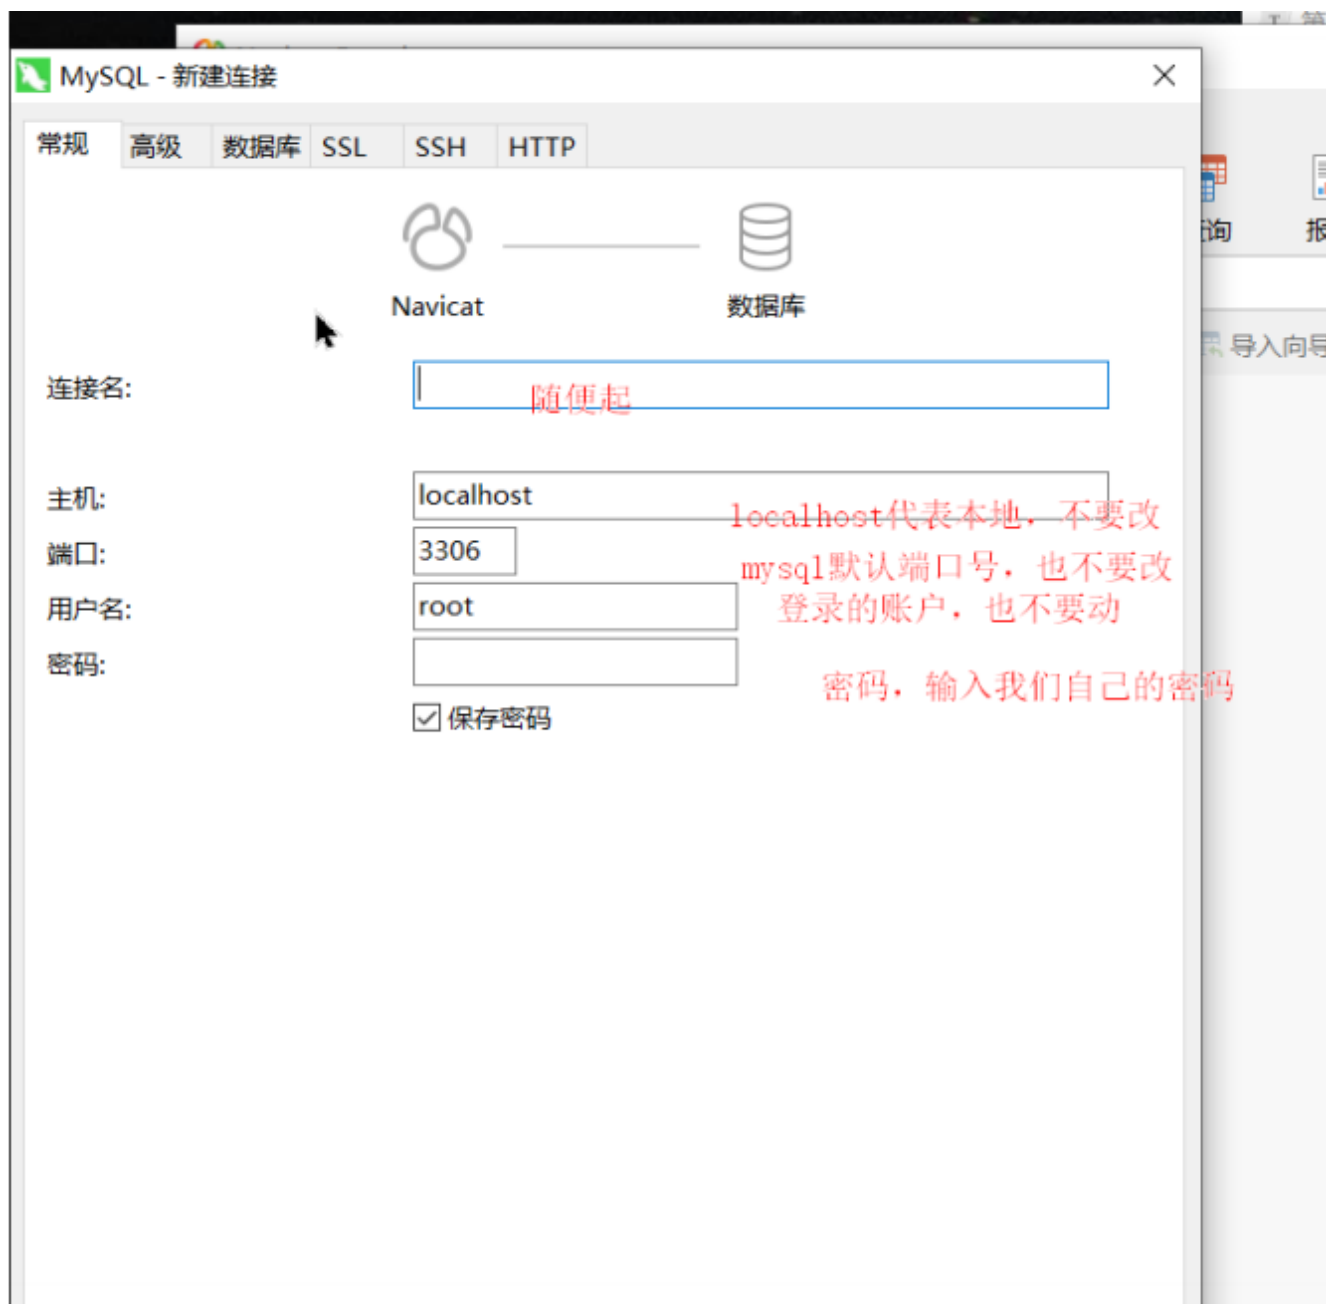 MySQL - 新建连接
常规 高级 数据库 SSL SSH HTTP
Navicat 数据库
导入向导
连接名:
随便起
主机: localhost
localhost代表本地，不要改
端口: 3306
mysql默认端口号，也不要改
用户名: root
登录的账户，也不要动
密码:
密码，输入我们自己的密码
保存密码